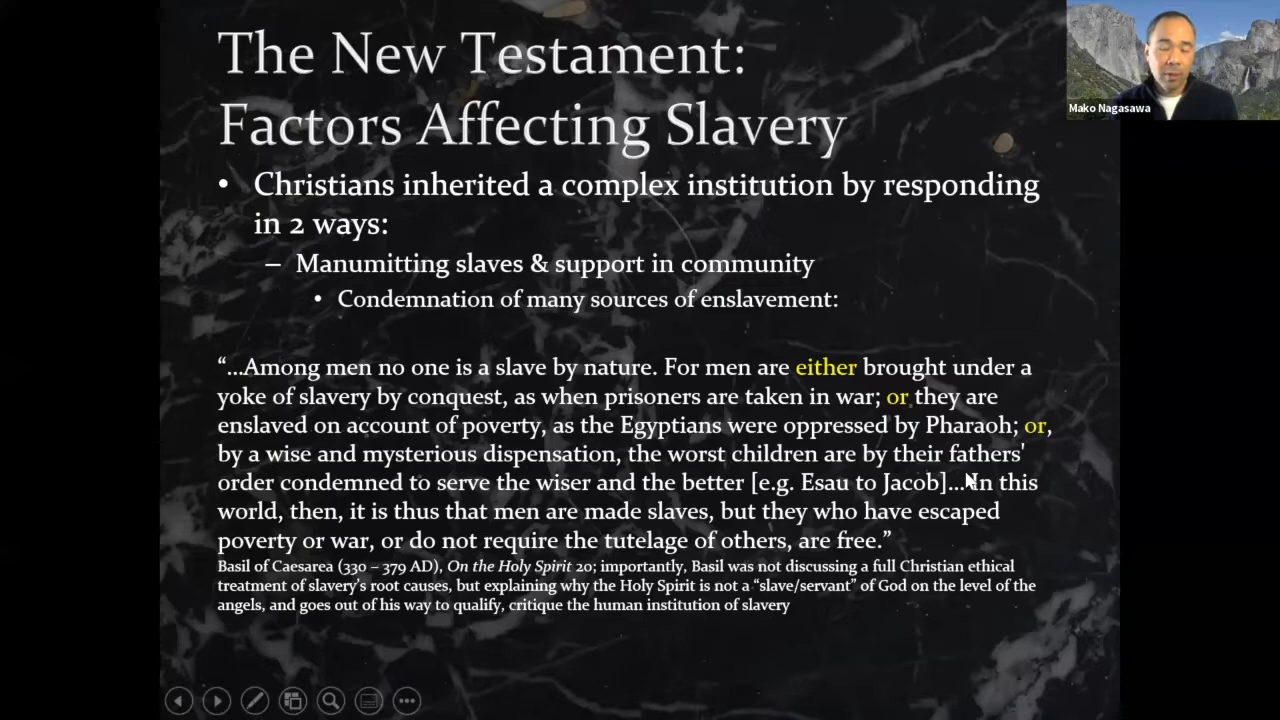 The New Testament:
Factors Affecting Slavery
• Christians inherited a complex institution by responding
in 2 ways:
– Manumitting slaves & support in community
• Condemnation of many sources of enslavement:
“...Among men no one is a slave by nature. For men are either brought under a
yoke of slavery by conquest, as when prisoners are taken in war; or they are
enslaved on account of poverty, as the Egyptians were oppressed by Pharaoh; or,
by a wise and mysterious dispensation, the worst children are by their fathers'
order condemned to serve the wiser and the better [e.g. Esau to Jacob]...In this
world, then, it is thus that men are made slaves, but they who have escaped
poverty or war, or do not require the tutelage of others, are free.”
Basil of Caesarea (330 – 379 AD), On the Holy Spirit 20; importantly, Basil was not discussing a full Christian ethical
treatment of slavery’s root causes, but explaining why the Holy Spirit is not a “slave/servant” of God on the level of the
angels, and goes out of his way to qualify, critique the human institution of slavery
Mako Nagasawa